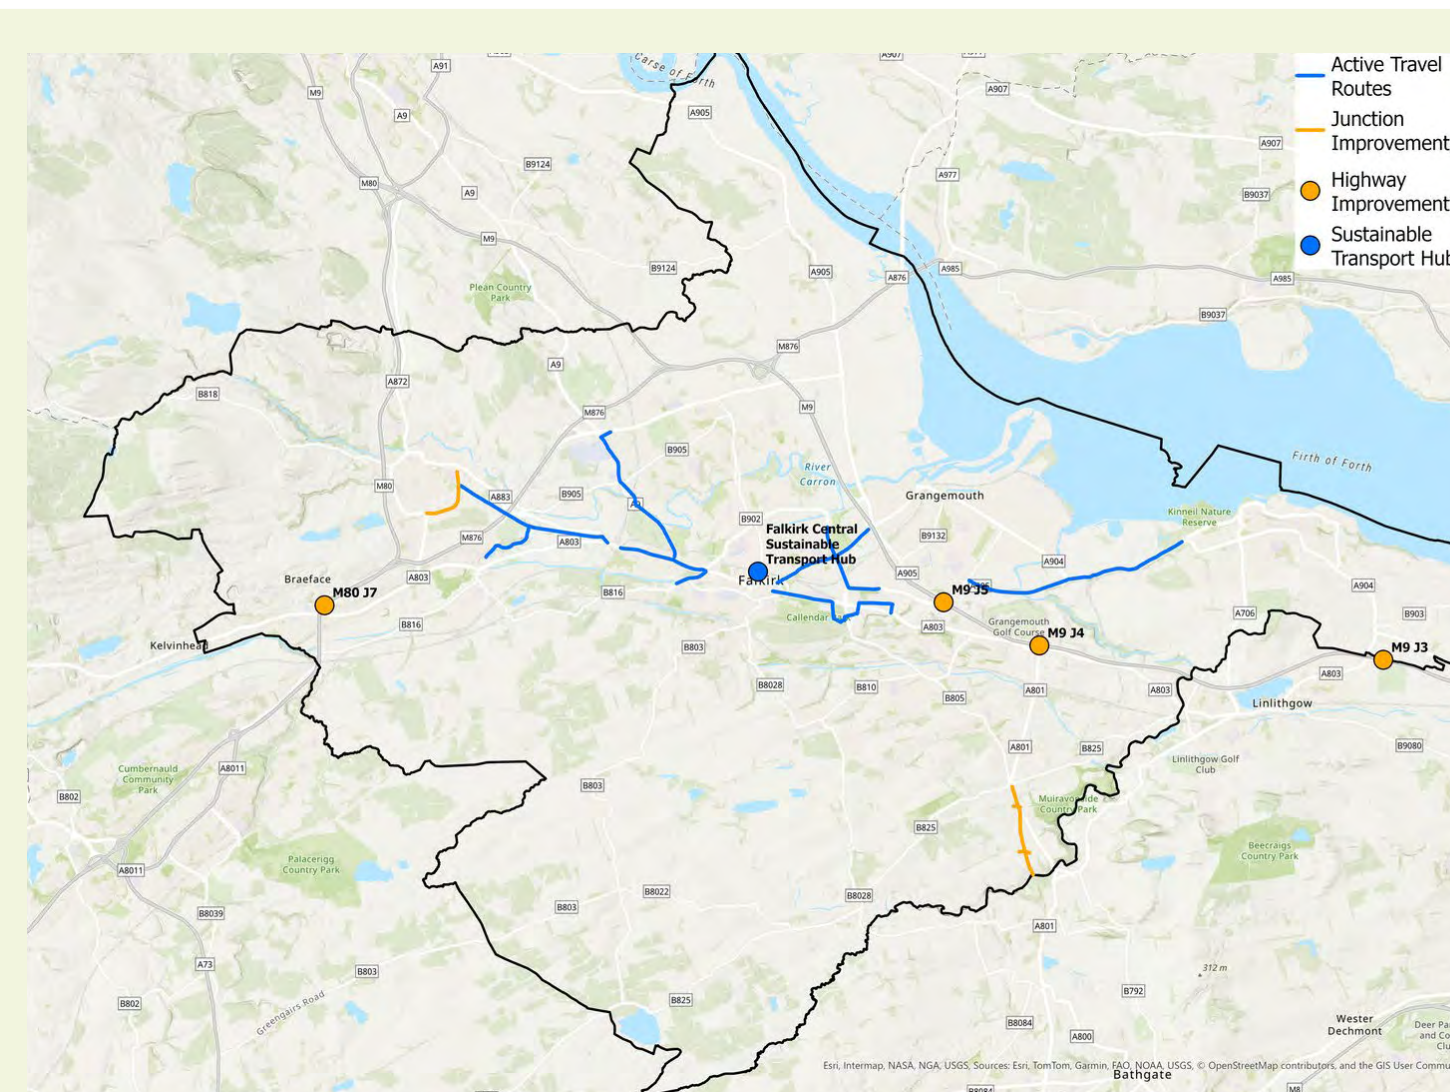 Active Travel
Routes
Junction
Improvement
Highway
Improvement
Sustainable
Transport Hub
Carse of Forth
A91
M9
A9
A905
A907
A907
A907
B9124
A9
M80
A977
B9037
M9
B9124
A905
A876
A985
A985
Plean Country
Park
B9037
M876
A9
A872
B818
M9
M876
Firth of Forth
B905
River
Carron
M80
A883
B905
Grangemouth
Kinneil Nature
Reserve
B902
Falkirk Central
Sustainable
Transport Hub
M876
A803
B9132
A904
Falkirk
A905
Braeface
A803
M80 J7
B816
M9 J5
A904
A706
B903
B816
Callendar
A803
Grangemouth
Golf Course
M9 J4
Kelvinhead
B803
M9 J3
A803
B8028
B810
B805
A801
A803
Linlithgow
A801
B825
B9080
Cumbernauld
Community
Park
A8011
Linlithgow Golf
Club
B802
B803
Muiravonside
Country Park
B825
Beecraigs
Country Park
Palacerigg
Country Park
A8011
B8022
B8028
B8039
B803
A801
A73
B803
312 m
B802
Greengairs Road
B825
B792
B8084
A800
Wester
Dechmont
Esri, Intermap, NASA, NGA, USGS, Sources: Esri, TomTom, Garmin, FAO, NOAA, USGS, © OpenStreetMap contributors, and the GIS User
Bathgate
M8